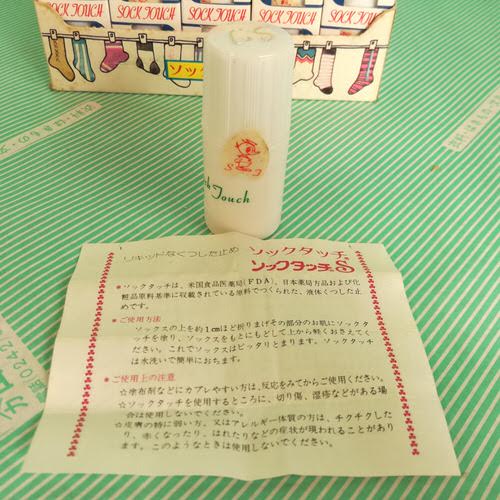 SOCK TOUCH
SOCK TOUCH
SOCK TOUCH
SOCK TOUCH
ソック
S J
Touch
リキッドなくつした止め ソックタッチ
ソックタッチS
●ソックタッチは、米国食品医薬局(FDA)、日本薬局方品および化
粧品原料基準に収載されている原料でつくられた、液体くつした止
めです。
●ご使用方法
ソックスの上を約1cmほど折りまげその部分のお肌にソックタ
ッチを塗り、ソックスをもとにもどして上から軽くおさえてく
ださい。これでソックスはピッタリとまります。ソックタッチ
は水洗いで簡単におちます。
●ご使用上の注意
☆塗布剤などにカブレやすい方は、反応をみてからご使用ください。
☆ソックタッチを使用するところに、切り傷、湿疹などがある場
合は使用しないでください。
☆皮膚の特に弱い方、又はアレルギー体質の方は、チクチクした
り、赤くなったり、はれたりなどの症状が現われることがあり
ます。このようなときは使用しないでください。